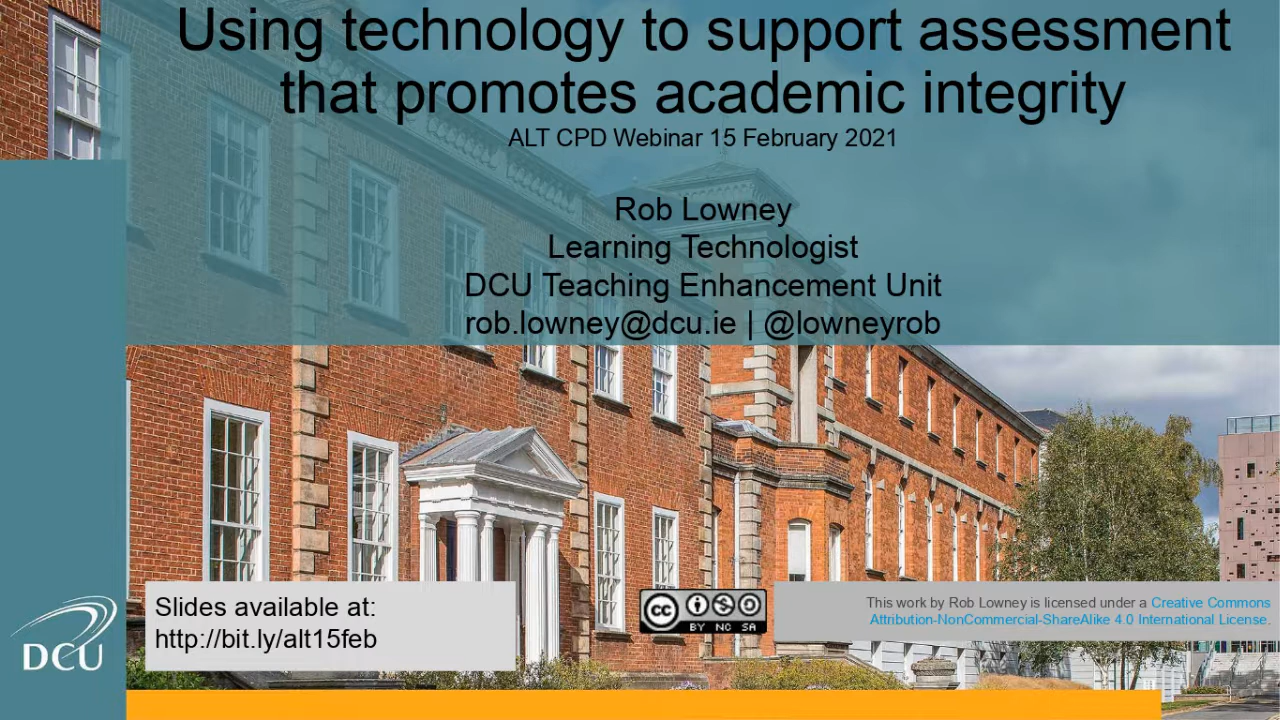 Using technology to support assessment
that promotes academic integrity
ALT CPD Webinar 15 February 2021
Rob Lowney
Learning Technologist
DCU Teaching Enhancement Unit
rob.lowney@dcu.ie | @lowneyrob
Slides available at:
http://bit.ly/alt15feb
cc
BY NC SA
This work by Rob Lowney is licensed under a Creative Commons
Attribution-NonCommercial-ShareAlike 4.0 International License.
DCU